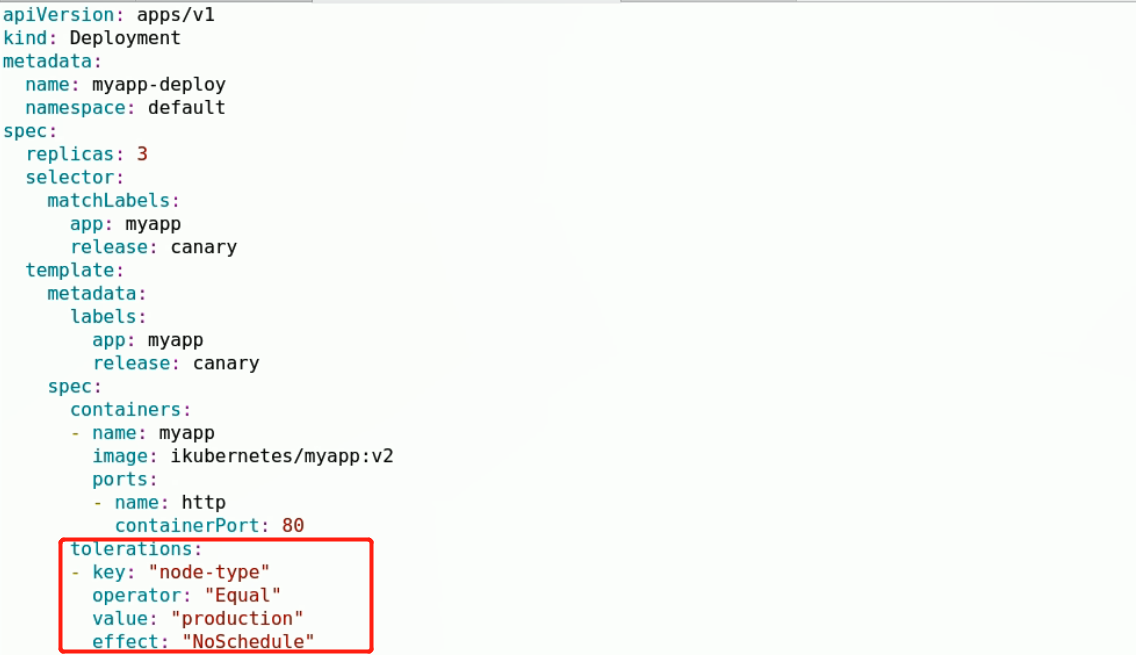 apiVersion: apps/v1
kind: Deployment
metadata:
  name: myapp-deploy
  namespace: default
spec:
  replicas: 3
  selector:
    matchLabels:
      app: myapp
      release: canary
  template:
    metadata:
      labels:
        app: myapp
        release: canary
    spec:
      containers:
      - name: myapp
        image: ikubernetes/myapp:v2
        ports:
        - name: http
          containerPort: 80
      tolerations:
      - key: "node-type"
        operator: "Equal"
        value: "production"
        effect: "NoSchedule"